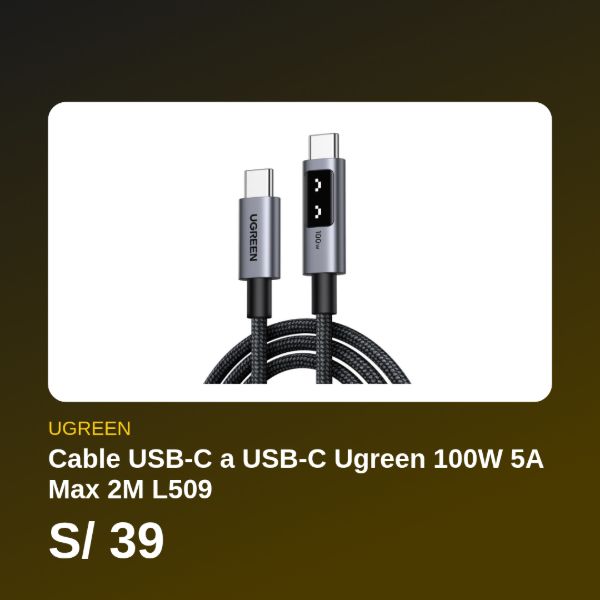 UGREEN
100W
UGREEN
Cable USB-C a USB-C Ugreen 100W 5A
Max 2M L509
S/ 39